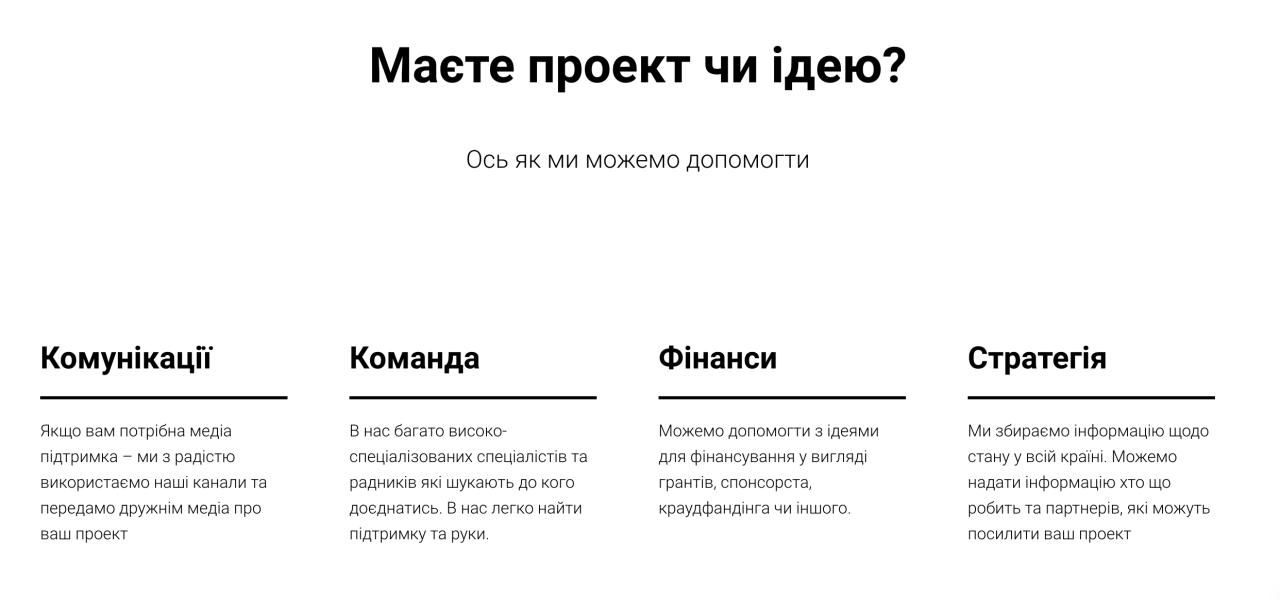 Маєте проект чи ідею?
Ось як ми можемо допомогти
Комунікації
Якщо вам потрібна медіа
підтримка – ми з радістю
використаємо наші канали та
передамо дружнім медіа про
ваш проект
Команда
В нас багато високо-
спеціалізованих спеціалістів та
радників які шукають до кого
доєднатись. В нас легко найти
підтримку та руки.
Фінанси
Можемо допомогти з ідеями
для фінансування у вигляді
грантів, спонсорста,
краудфандінга чи іншого.
Стратегія
Ми збираємо інформацію щодо
стану у всій країні. Можемо
надати інформацію хто що
робить та партнерів, які можуть
посилити ваш проект